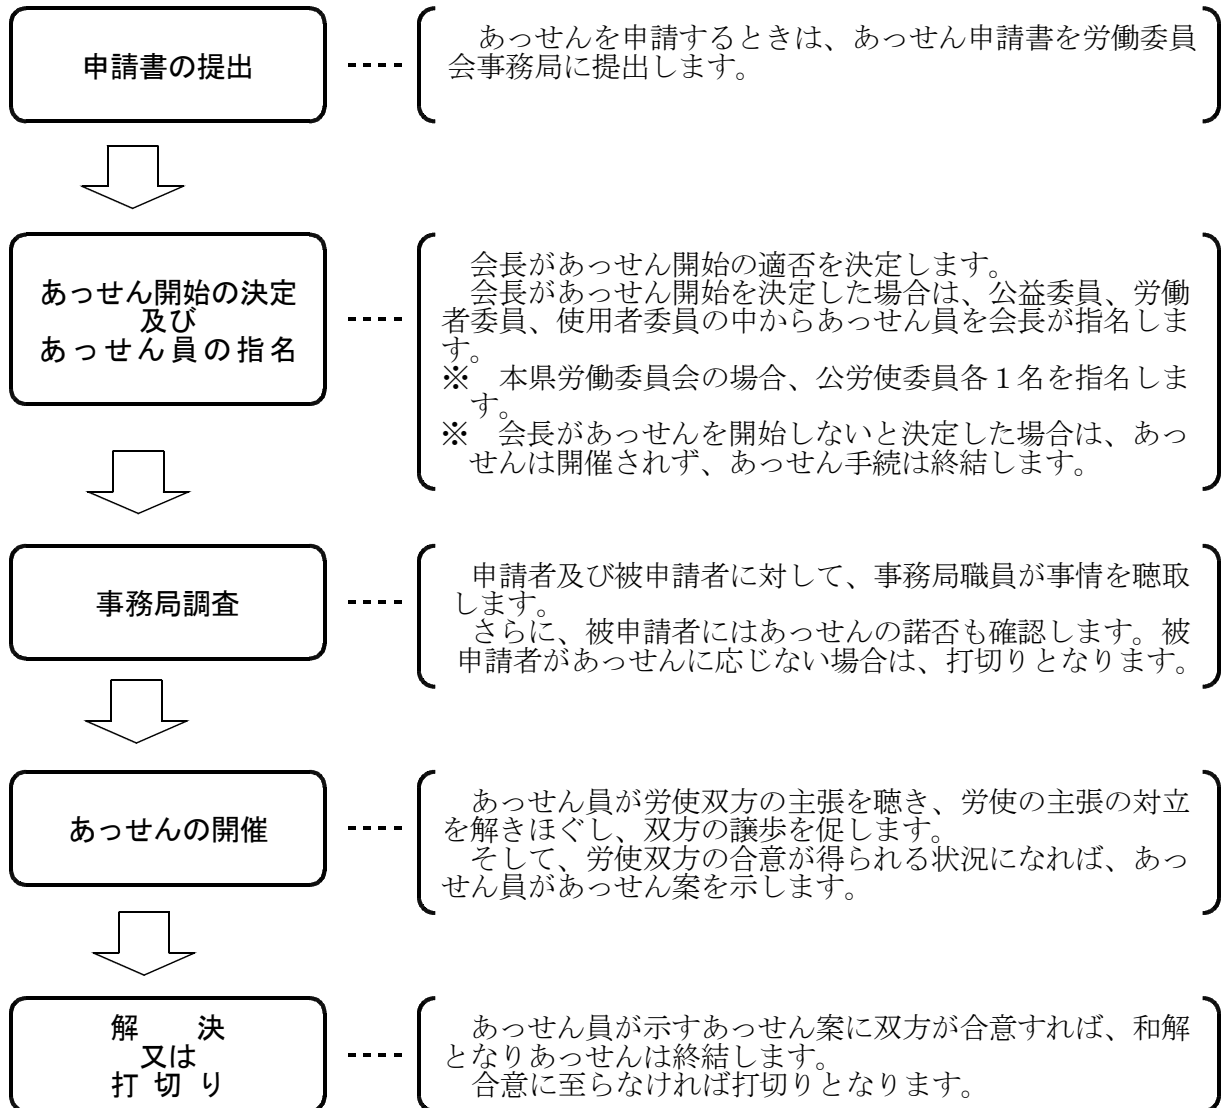 申請書の提出
あっせんを申請するときは、あっせん申請書を労働委員
会事務局に提出します。
あっせん開始の決定
及び
あっせん員の指名
会長があっせん開始の適否を決定します。
会長があっせん開始を決定した場合は、公益委員、労働
者委員、使用者委員の中からあっせん員を会長が指名しま
す。
※　本県労働委員会の場合、公労使委員各１名を指名しま
す。
※　会長があっせんを開始しないと決定した場合は、あっ
せんは開催されず、あっせん手続は終結します。
事務局調査
申請者及び被申請者に対して、事務局職員が事情を聴取
します。
さらに、被申請者にはあっせんの諾否も確認します。被
申請者があっせんに応じない場合は、打切りとなります。
あっせんの開催
あっせん員が労使双方の主張を聴き、労使の主張の対立
を解きほぐし、双方の譲歩を促します。
そして、労使双方の合意が得られる状況になれば、あっ
せん員があっせん案を示します。
解　　決
又は
打 切 り
あっせん員が示すあっせん案に双方が合意すれば、和解
となりあっせんは終結します。
合意に至らなければ打切りとなります。